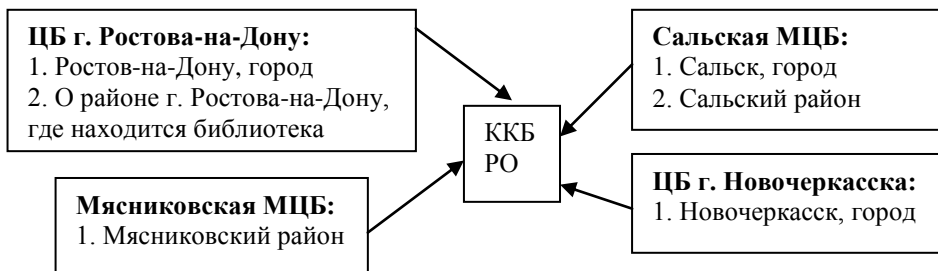 ЦБ г. Ростова-на-Дону:
1. Ростов-на-Дону, город
2. О районе г. Ростова-на-Дону,
где находится библиотека
Сальская МЦБ:
1. Сальск, город
2. Сальский район
ККБ
РО
Мясниковская МЦБ:
1. Мясниковский район
ЦБ г. Новочеркасска:
1. Новочеркасск, город